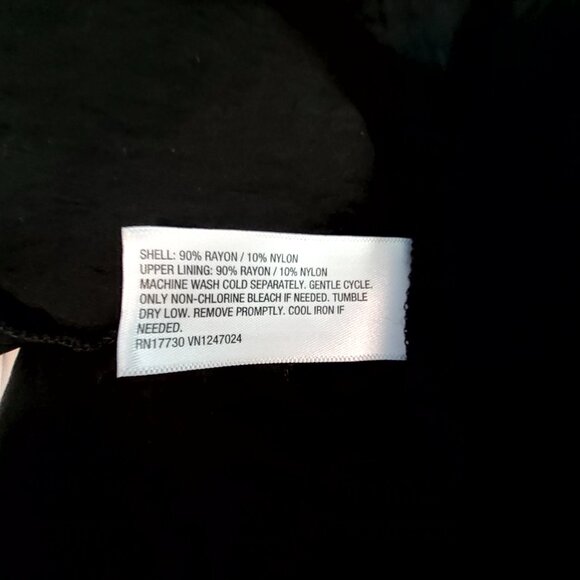 SHELL: 90% RAYON / 10% NYLON
UPPER LINING: 90% RAYON / 10% NYLON
MACHINE WASH COLD SEPARATELY. GENTLE CYCLE.
ONLY NON-CHLORINE BLEACH IF NEEDED. TUMBLE
DRY LOW. REMOVE PROMPTLY. COOL IRON IF
NEEDED.
RN17730 VN1247024